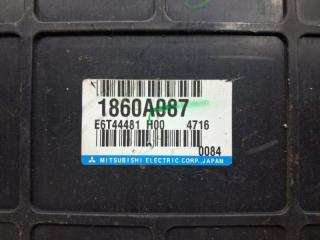 1860A087
E6T44481 H00 4716
0084
MITSUBISHI ELECTRIC CORP. JAPAN